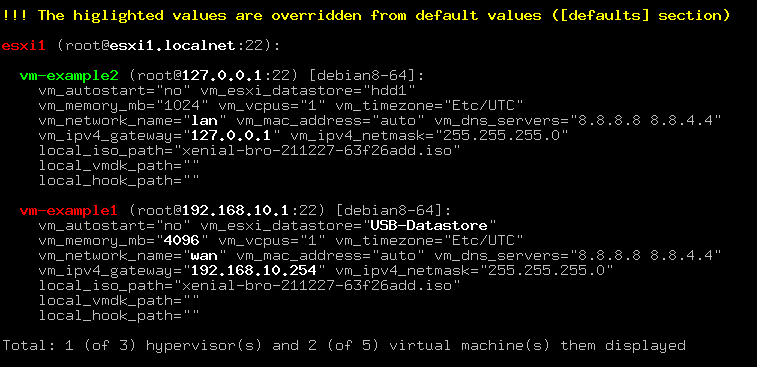 !!! The higlighted values are overridden from default values ([defaults] section)
esxi1 (root@esxi1.localnet:22):
vm-example2 (root@127.0.0.1:22) [debian8-64]:
vm_autostart="no" vm_esxi_datastore="hdd1"
vm_memory_mb="1024" vm_vcpus="1" vm_timezone="Etc/UTC"
vm_network_name="lan" vm_mac_address="auto" vm_dns_servers="8.8.8.8 8.8.4.4"
vm_ipv4_gateway="127.0.0.1" vm_ipv4_netmask="255.255.255.0"
local_iso_path="xenial-bro-211227-63f26add.iso"
local_vmdk_path=""
local_hook_path=""
vm-example1 (root@192.168.10.1:22) [debian8-64]:
vm_autostart="no" vm_esxi_datastore="USB-Datastore"
vm_memory_mb="4096" vm_vcpus="1" vm_timezone="Etc/UTC"
vm_network_name="wan" vm_mac_address="auto" vm_dns_servers="8.8.8.8 8.8.4.4"
vm_ipv4_gateway="192.168.10.254" vm_ipv4_netmask="255.255.255.0"
local_iso_path="xenial-bro-211227-63f26add.iso"
local_vmdk_path=""
local_hook_path=""
Total: 1 (of 3) hypervisor(s) and 2 (of 5) virtual machine(s) them displayed